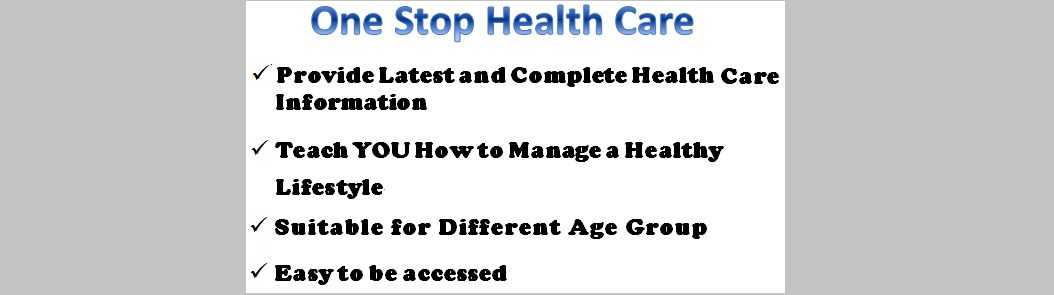 One Stop Health Care
✓ Provide Latest and Complete Health Care
Information
✓ Teach YOU How to Manage a Healthy
Lifestyle
✓ Suitable for Different Age Group
✓ Easy to be accessed